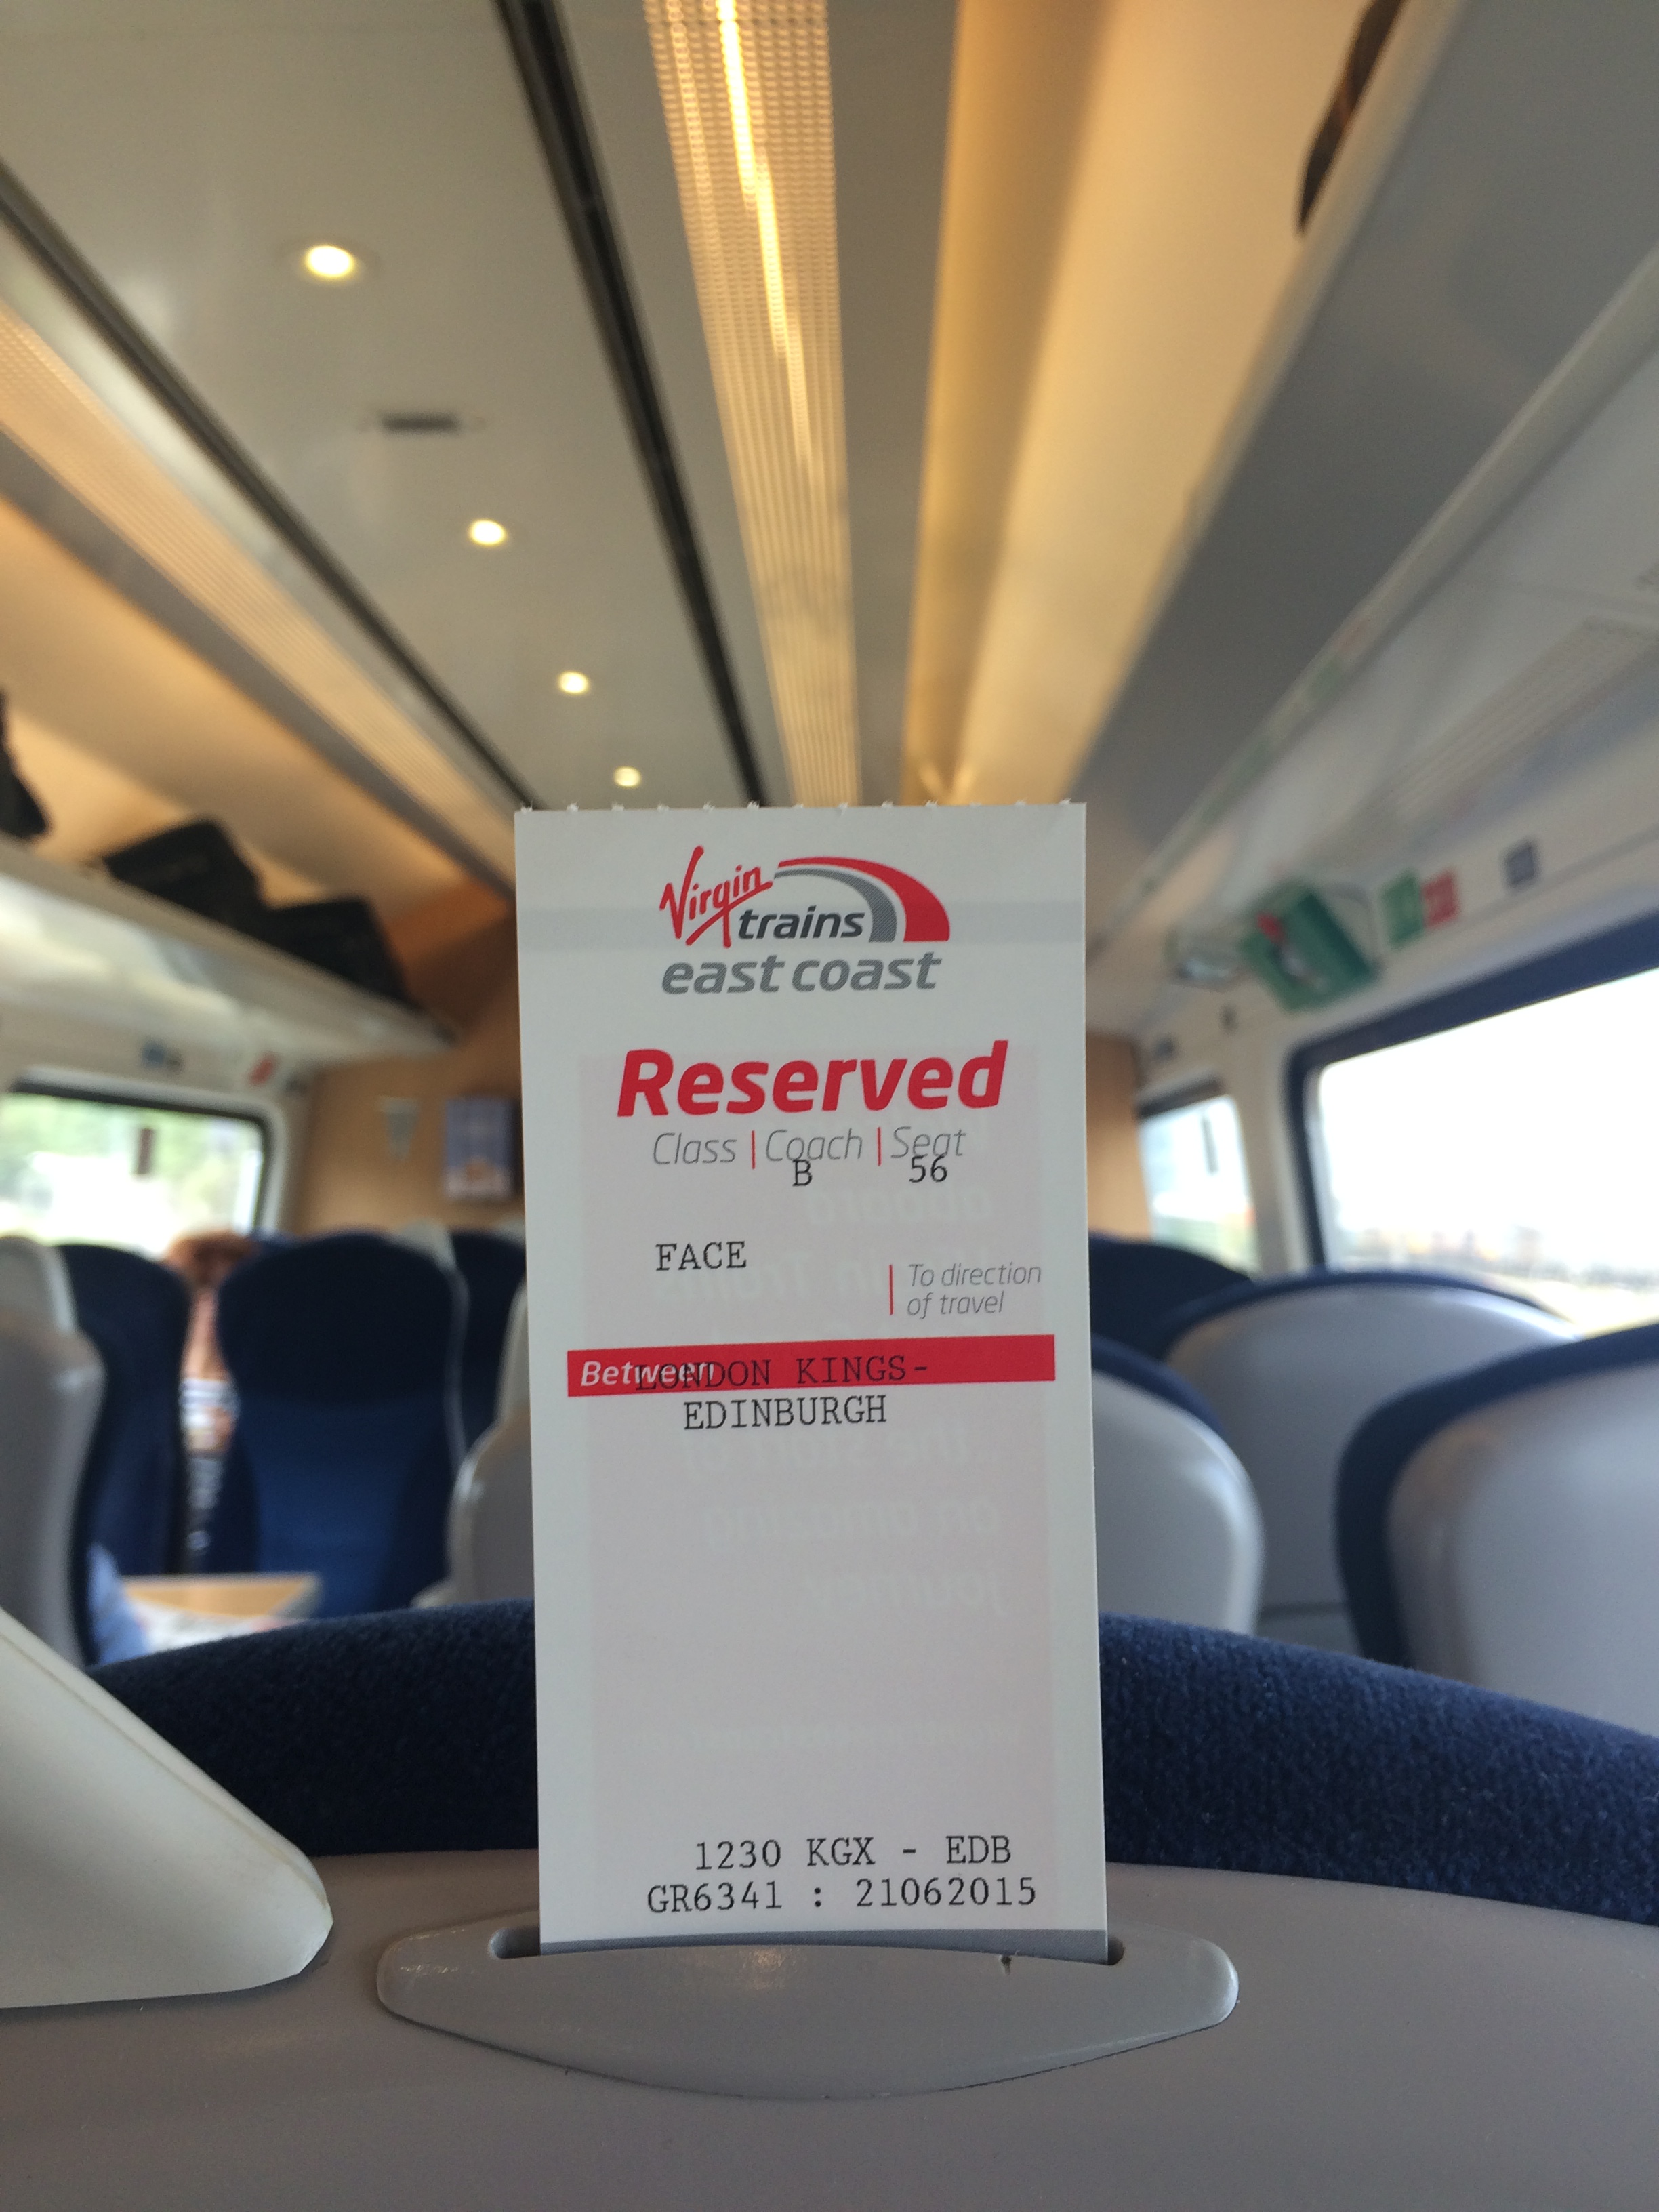 Virgin
trains
east coast
Reserved
Class | Coach | Seat
B 56
FACE
To direction
of travel
Between LONDON KINGS-
EDINBURGH
1230 KGX - EDB
GR6341 : 21062015